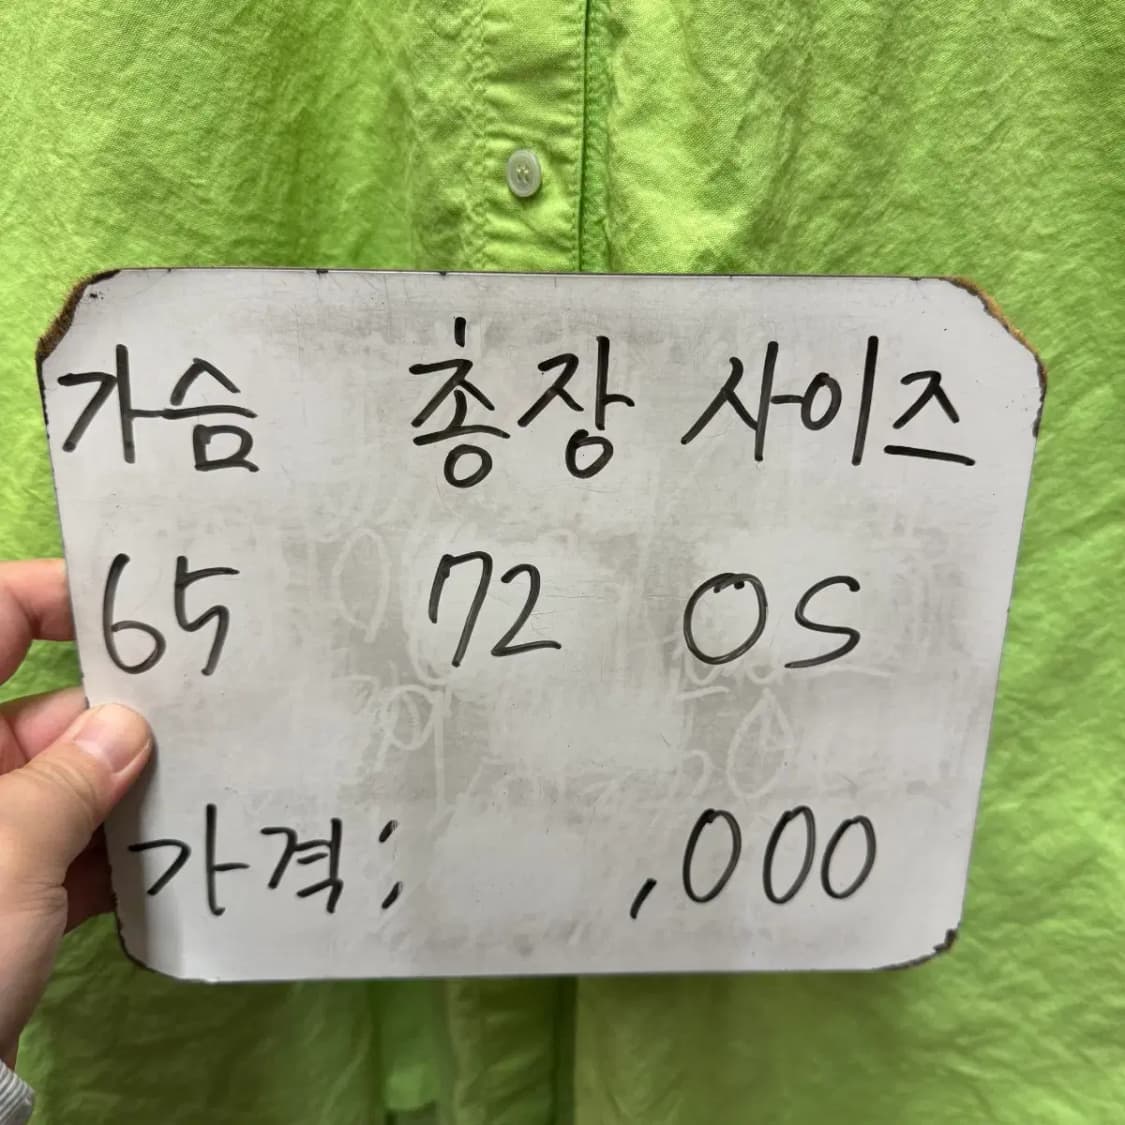 가슴 총장 사이즈
65 72 OS
가격: ,000